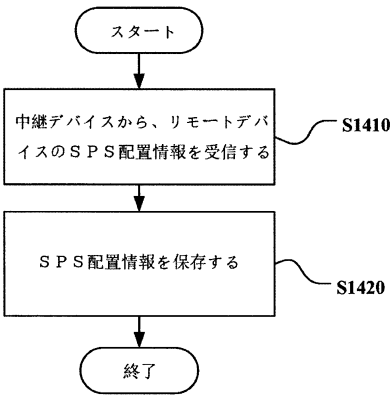 スタート
中継デバイスから、リモートデバ
イスのＳＰＳ配置情報を受信する
S1410
ＳＰＳ配置情報を保存する
S1420
終了